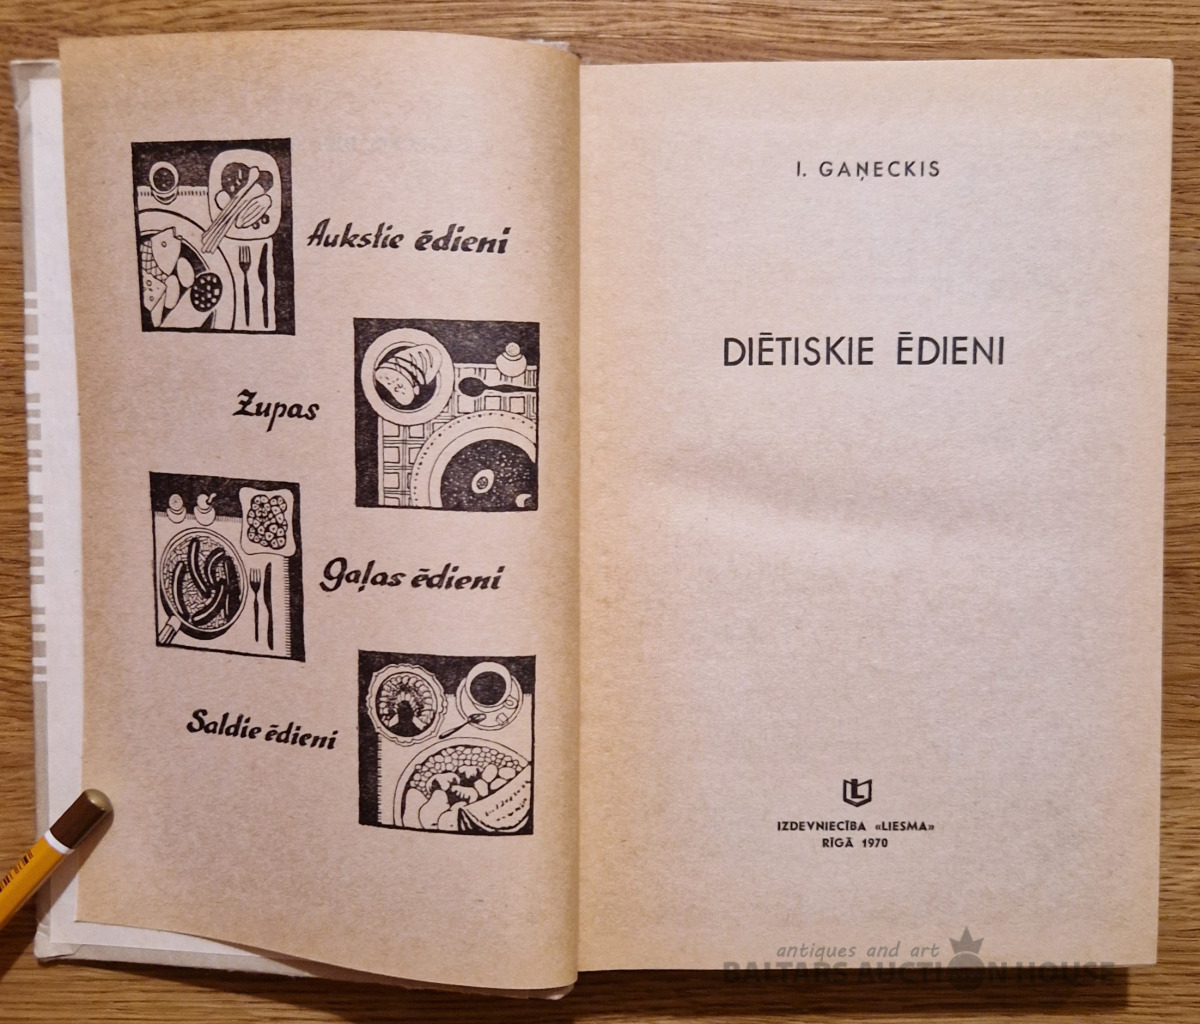 Aukstie ēdieni
Zupas
Gaļas ēdieni
Saldie ēdieni
I. GAŅECKIS
DIĒTISKIE ĒDIENI
L
IZDEVNIECĪBA «LIESMA»
RĪGĀ 1970
antiques and art
BALTARS AUCTION HOUSE